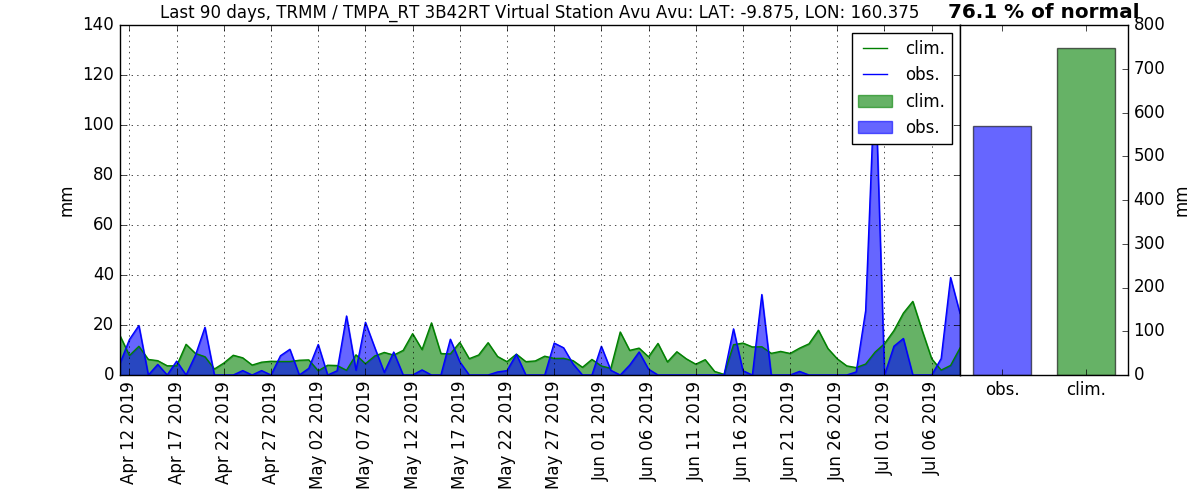 Last 90 days, TRMM / TMPA_RT 3B42RT Virtual Station Avu Avu: LAT: -9.875, LON: 160.375
76.1 % of normal
140
120
100
80
60
40
20
0
mm
clim.
obs.
clim.
obs.
800
700
600
500
400
300
200
100
0
mm
obs.
clim.
Apr 12 2019
Apr 17 2019
Apr 22 2019
Apr 27 2019
May 02 2019
May 07 2019
May 12 2019
May 17 2019
May 22 2019
May 27 2019
Jun 01 2019
Jun 06 2019
Jun 11 2019
Jun 16 2019
Jun 21 2019
Jun 26 2019
Jul 01 2019
Jul 06 2019